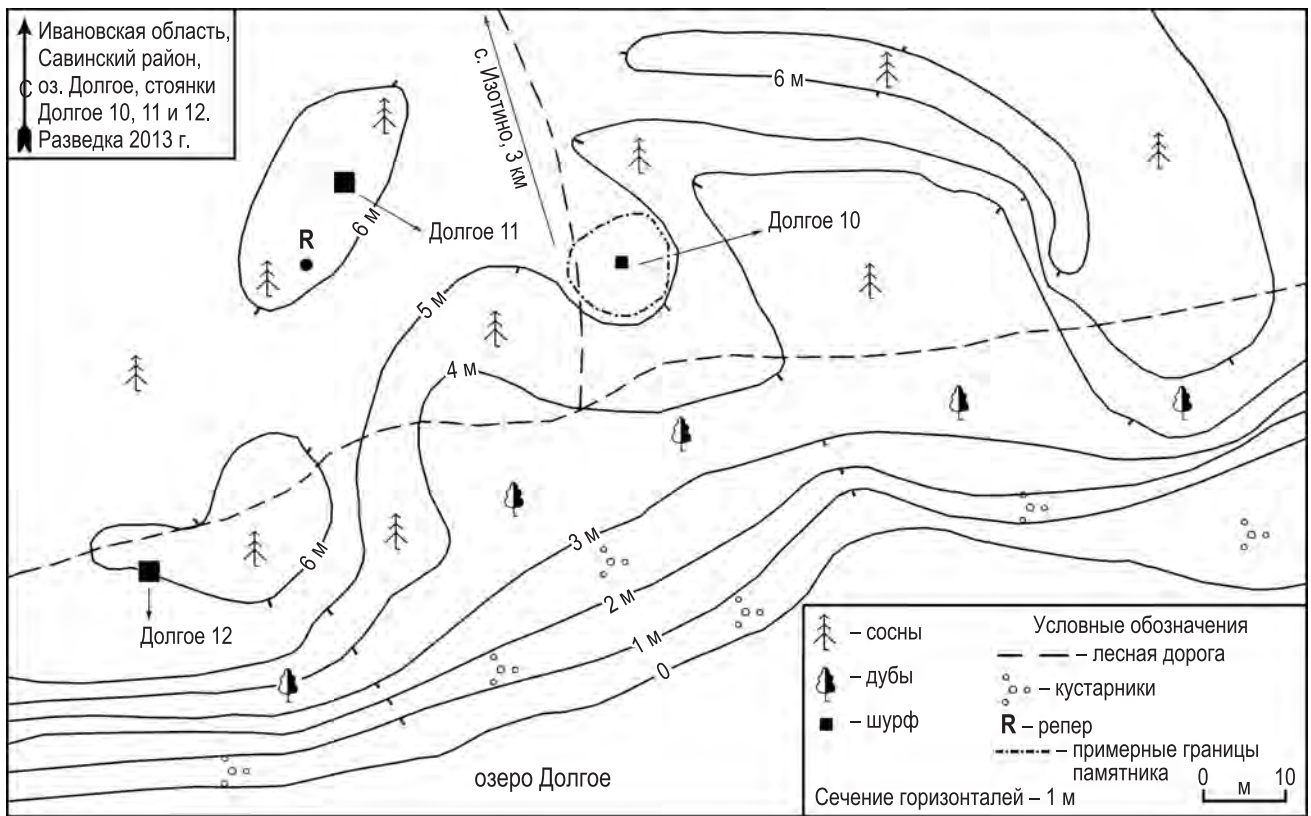 Ивановская область,
Савинский район,
С оз. Долгое, стоянки
Долгое 10, 11 и 12.
Разведка 2013 г.
с. Изотино, 3 км
6 м
6 м
Долгое 11
R
Долгое 10
5 м
4 м
6 м
3 м
2 м
1 м
0
Долгое 12
озеро Долгое
Условные обозначения
– сосны
– дубы
– шурф
– лесная дорога
– кустарники
R – репер
– примерные границы
памятника
Сечение горизонталей – 1 м
0 10
м